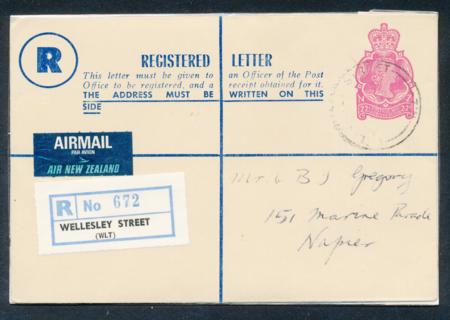 R
REGISTERED LETTER
This letter must be given to an Officer of the Post
Office to be registered, and a receipt obtained for it.
THE ADDRESS MUST BE WRITTEN ON THIS
SIDE
AIRMAIL
PAR AVION
AIR NEW ZEALAND
R No 672
WELLESLEY STREET
(WLT)
B J Gregory
151 Marine Parade
Napier